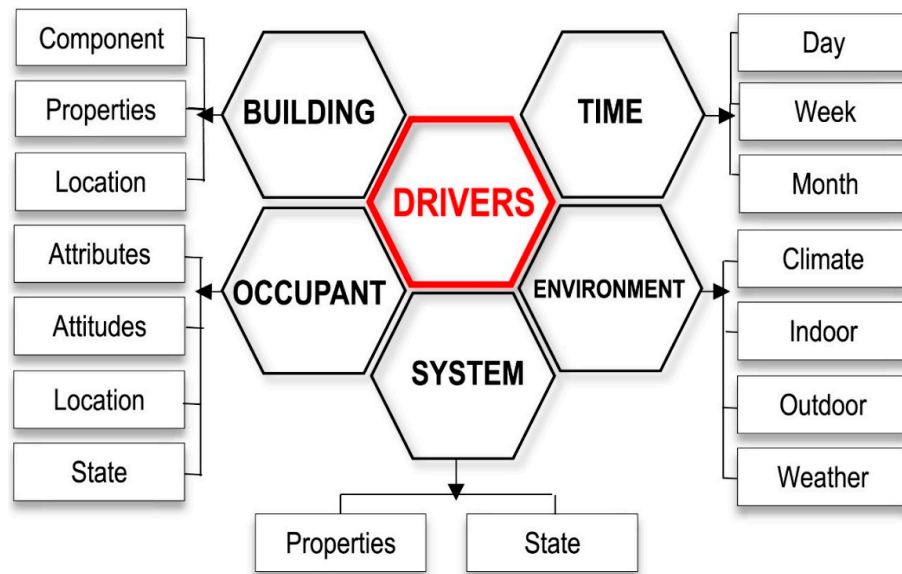 Component
Properties
Location
BUILDING
Attributes
Attitudes
Location
State
OCCUPANT
DRIVERS
SYSTEM
Properties
State
TIME
Day
Week
Month
ENVIRONMENT
Climate
Indoor
Outdoor
Weather